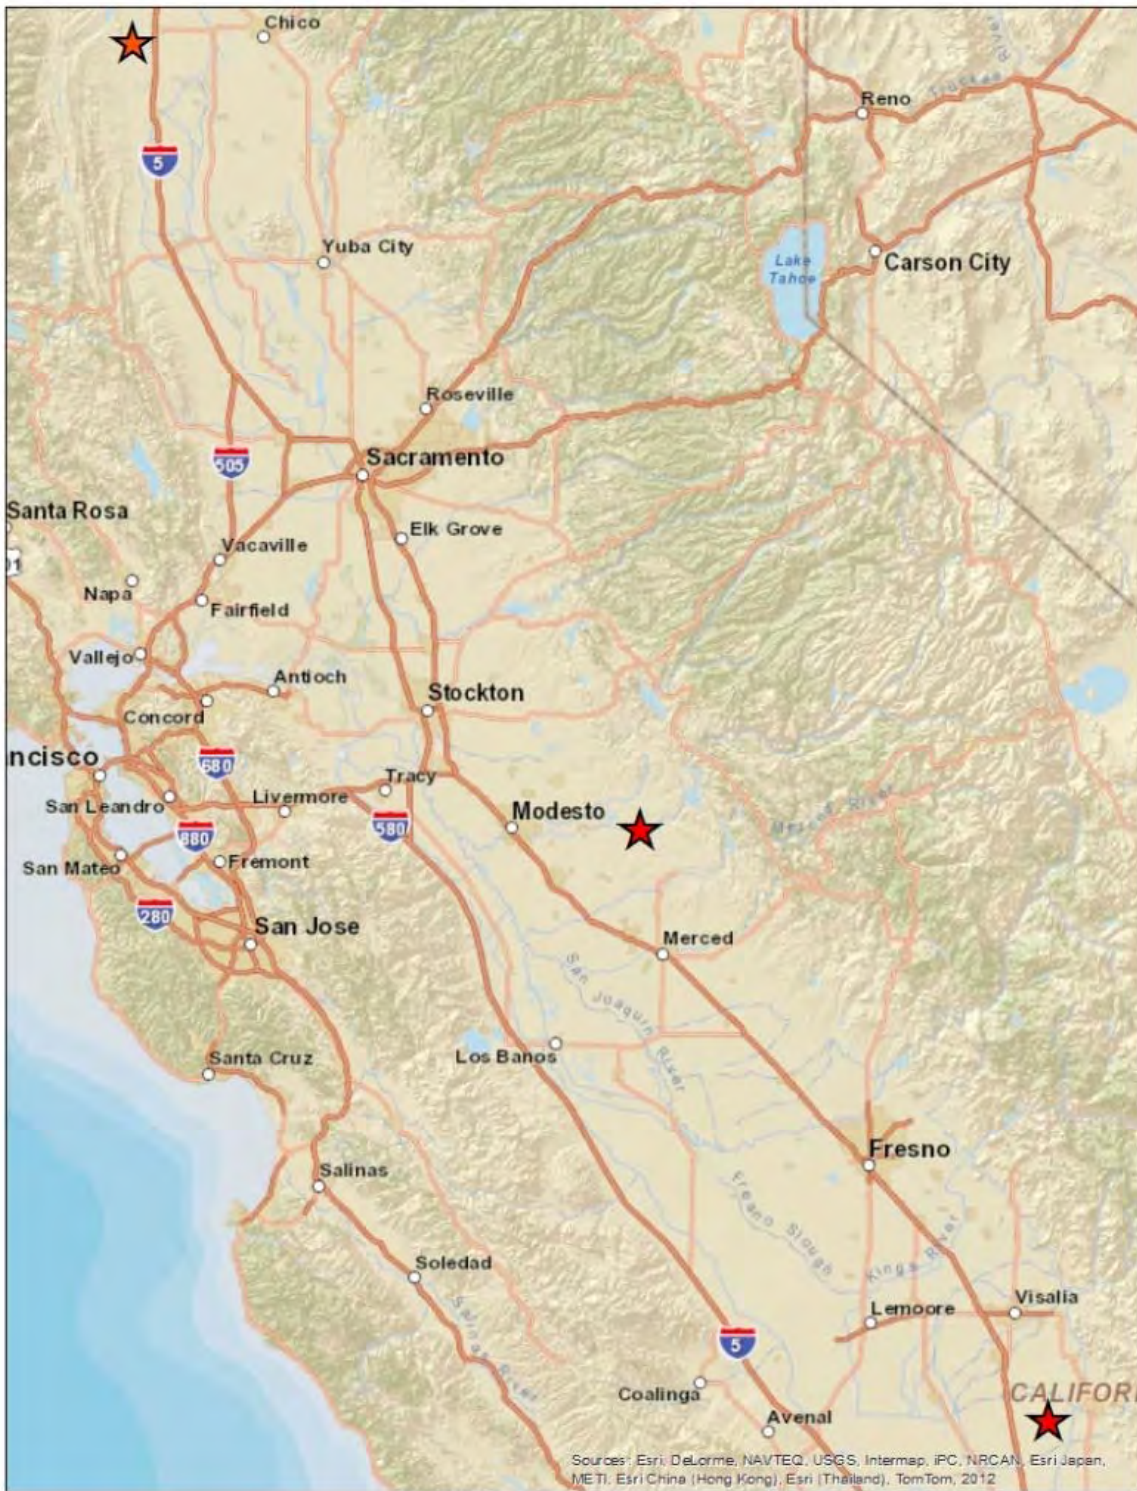 Chico
Reno
Truckee River
5
Yuba City
Lake
Tahoe
Carson City
Roseville
Sacramento
505
Santa Rosa
Elk Grove
Vacaville
01
Napa
Fairfield
Vallejo
Antioch
Stockton
Concord
ncisco
680
Tracy
San Leandro
Livermore
Modesto
Merced River
580
880
San Mateo
Fremont
280
San Jose
Merced
San Joaquin River
Los Banos
Santa Cruz
Fresno
Salinas
Fresno Slough
Kings River
Soledad
Salinas River
Lemoore
Visalia
5
Coalinga
CALIFOR
Avenal
Sources: Esri, DeLorme, NAVTEQ, USGS, Intermap, iPC, NRCAN, Esri Japan,
METI, Esri China (Hong Kong), Esri (Thailand), TomTom, 2012